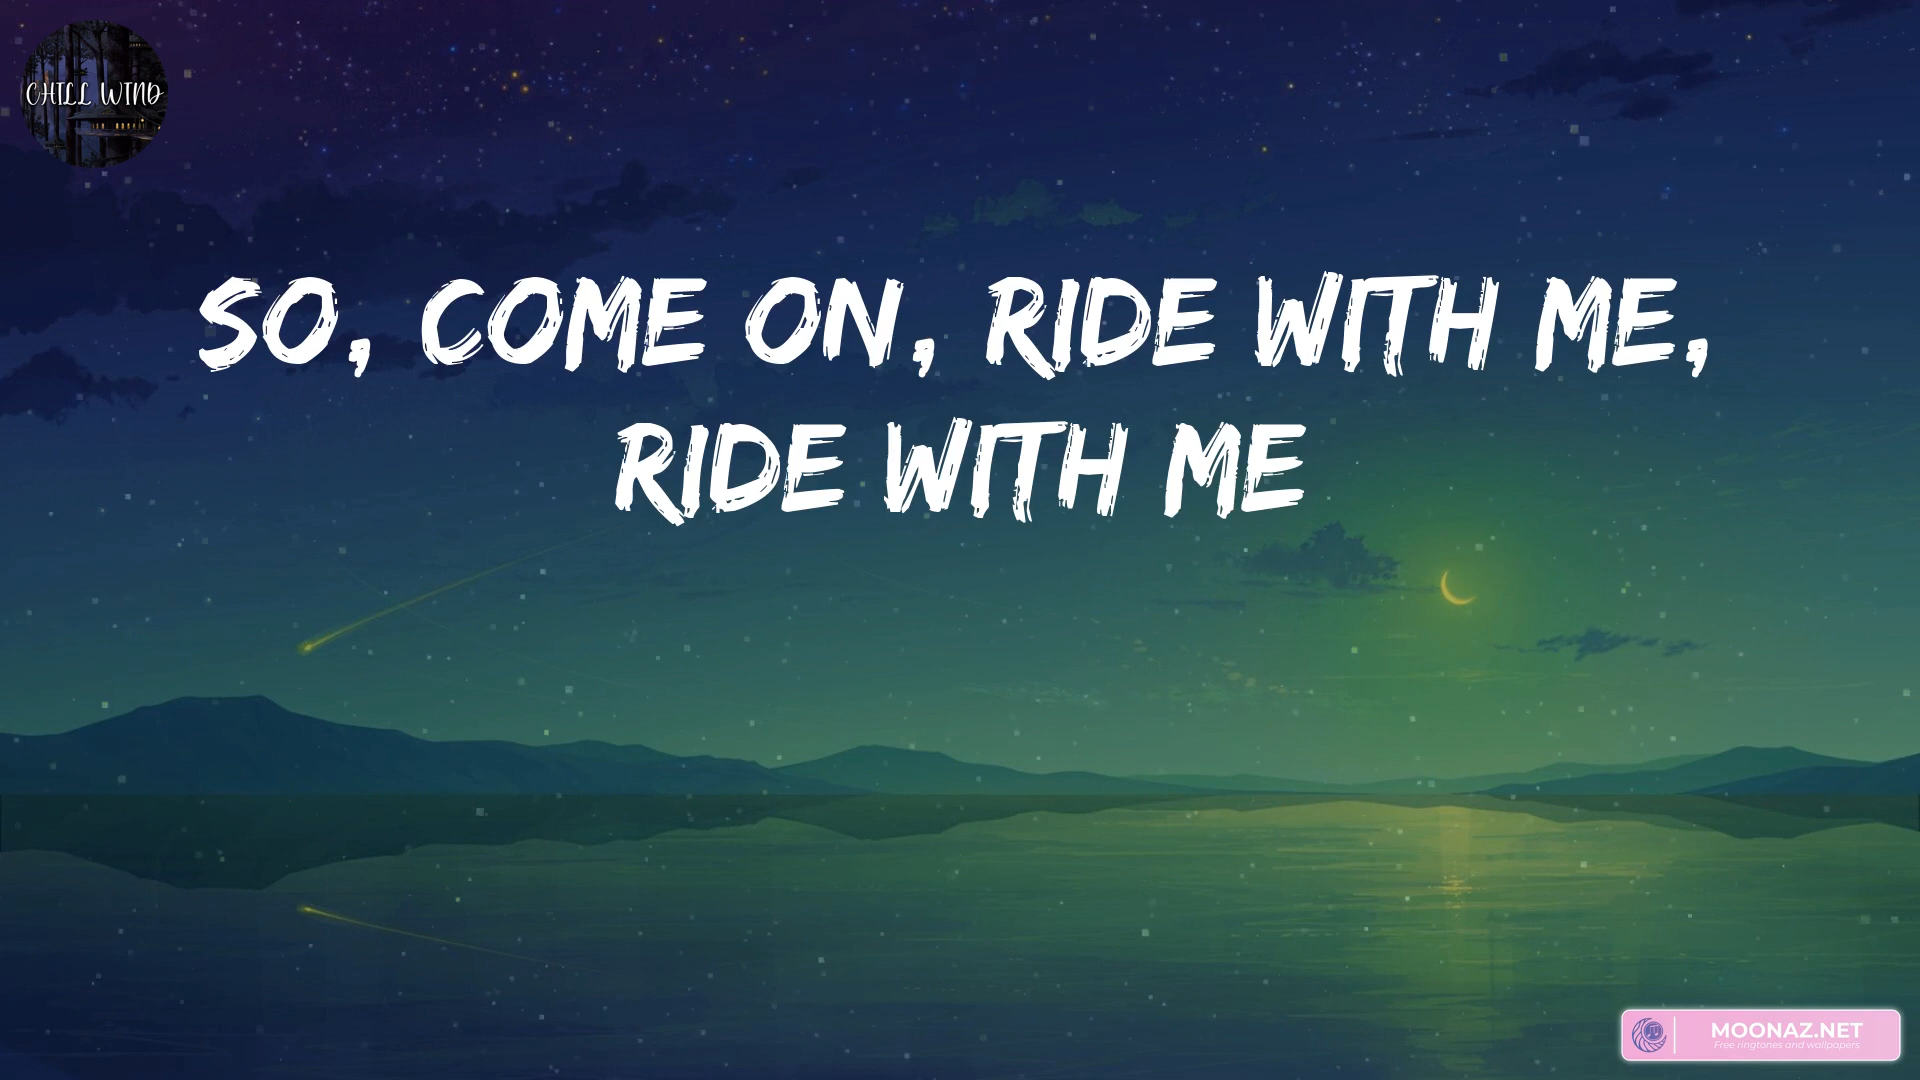 CHILL WIND
SO, COME ON, RIDE WITH ME,
RIDE WITH ME
MOONAZ.NET
Free ringtones and wallpapers